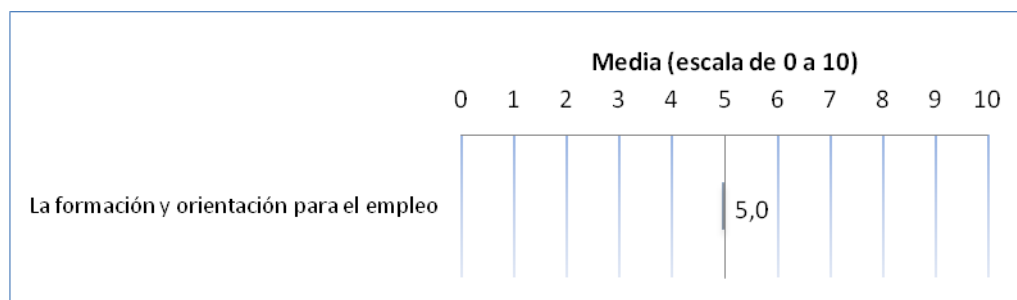 Media (escala de 0 a 10)
0 1 2 3 4 5 6 7 8 9 10
La formación y orientación para el empleo
5,0